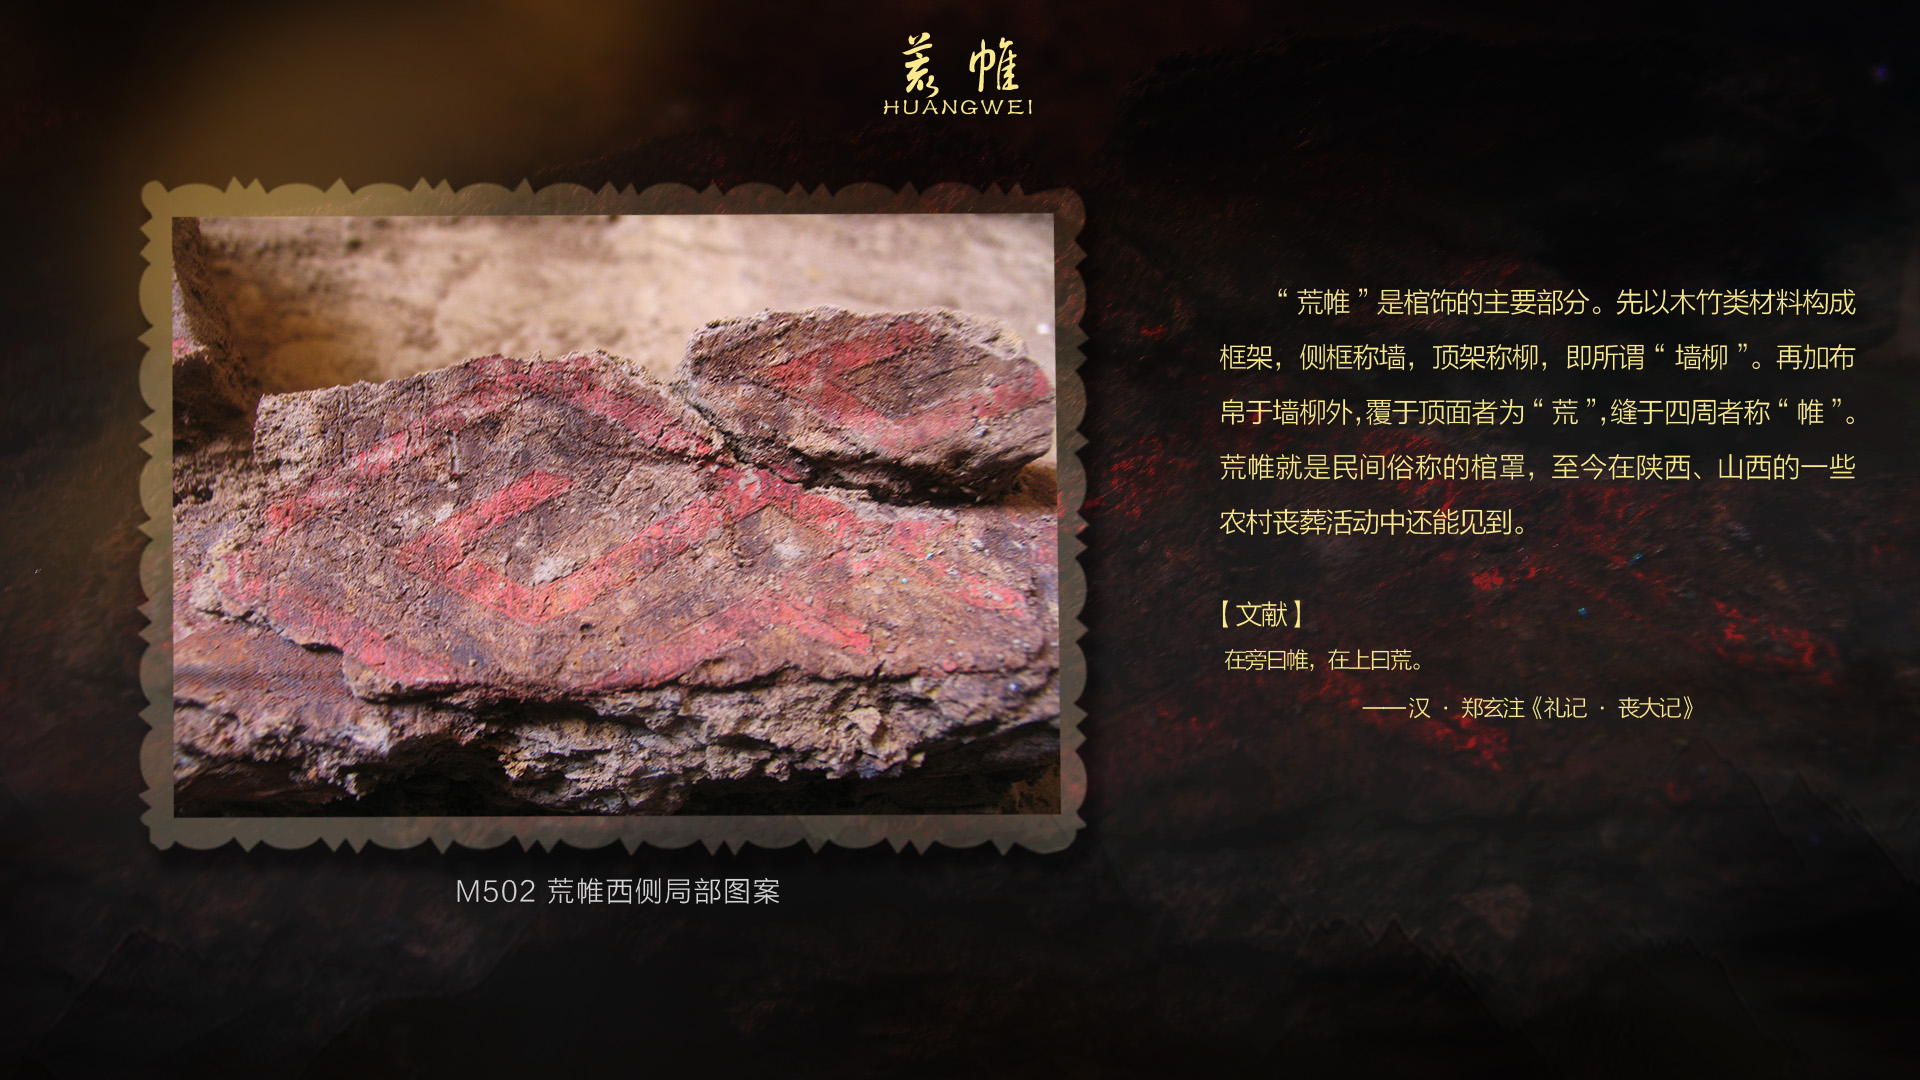 荒帷
HUANGWEI
“荒帷”是棺饰的主要部分。先以木竹类材料构成
框架，侧框称墙，顶架称柳，即所谓“墙柳”。再加布
帛于墙柳外，覆于顶面者为“荒”，缝于四周者称“帷”。
荒帷就是民间俗称的棺罩，至今在陕西、山西的一些
农村丧葬活动中还能见到。
【文献】
在旁曰帷，在上曰荒。
——汉·郑玄注《礼记·丧大记》
M502 荒帷西侧局部图案